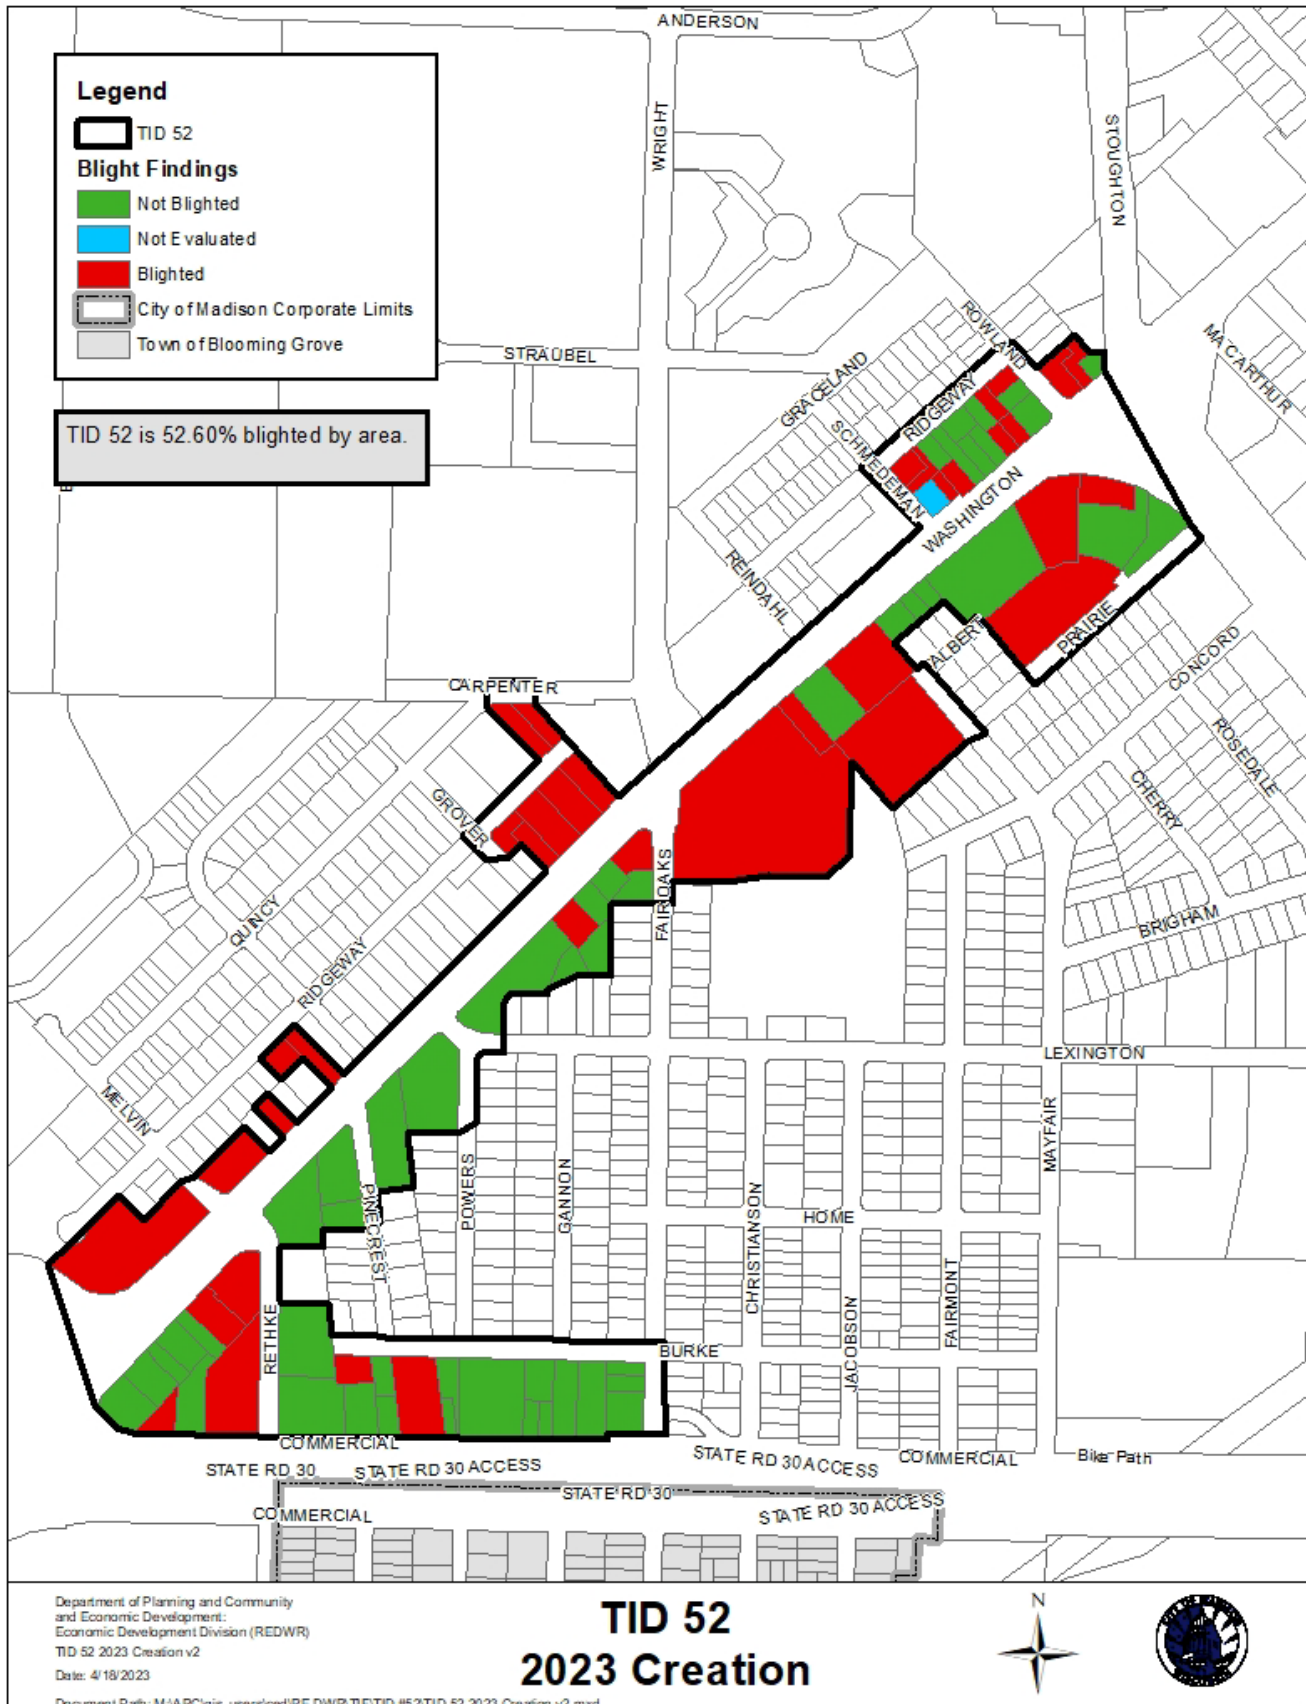 ANDERSON
Legend
TID 52
Blight Findings
Not Blighted
Not Evaluated
Blighted
City of Madison Corporate Limits
Town of Blooming Grove
TID 52 is 52.60% blighted by area.
WRIGHT
STOUGHTON
STRAUBEL
ROWLAND
MACARTHUR
GRACELAND
RIDGEWAY
SCHMEDEMAN
WASHINGTON
REINDAHL
ALBERT
PRAIRIE
CONCORD
CARPENTER
ROSEDALE
CHERRY
GROVER
FAIR OAKS
BRIGHAM
QUINCY
RIDGEWAY
LEXINGTON
MELVIN
MAYFAIR
POWERS
GANNON
PINECREST
CHRISTIANSON
HOME
FAIRMONT
JACOBSON
RETHKE
BURKE
COMMERCIAL
STATE RD 30
STATE RD 30 ACCESS
STATE RD 30 ACCESS
COMMERCIAL
Bike Path
STATE RD 30
COMMERCIAL
STATE RD 30 ACCESS
Department of Planning and Community
and Economic Development:
Economic Development Division (REDWR)
TID 52 2023 Creation v2
Date: 4/18/2023
TID 52
2023 Creation
N